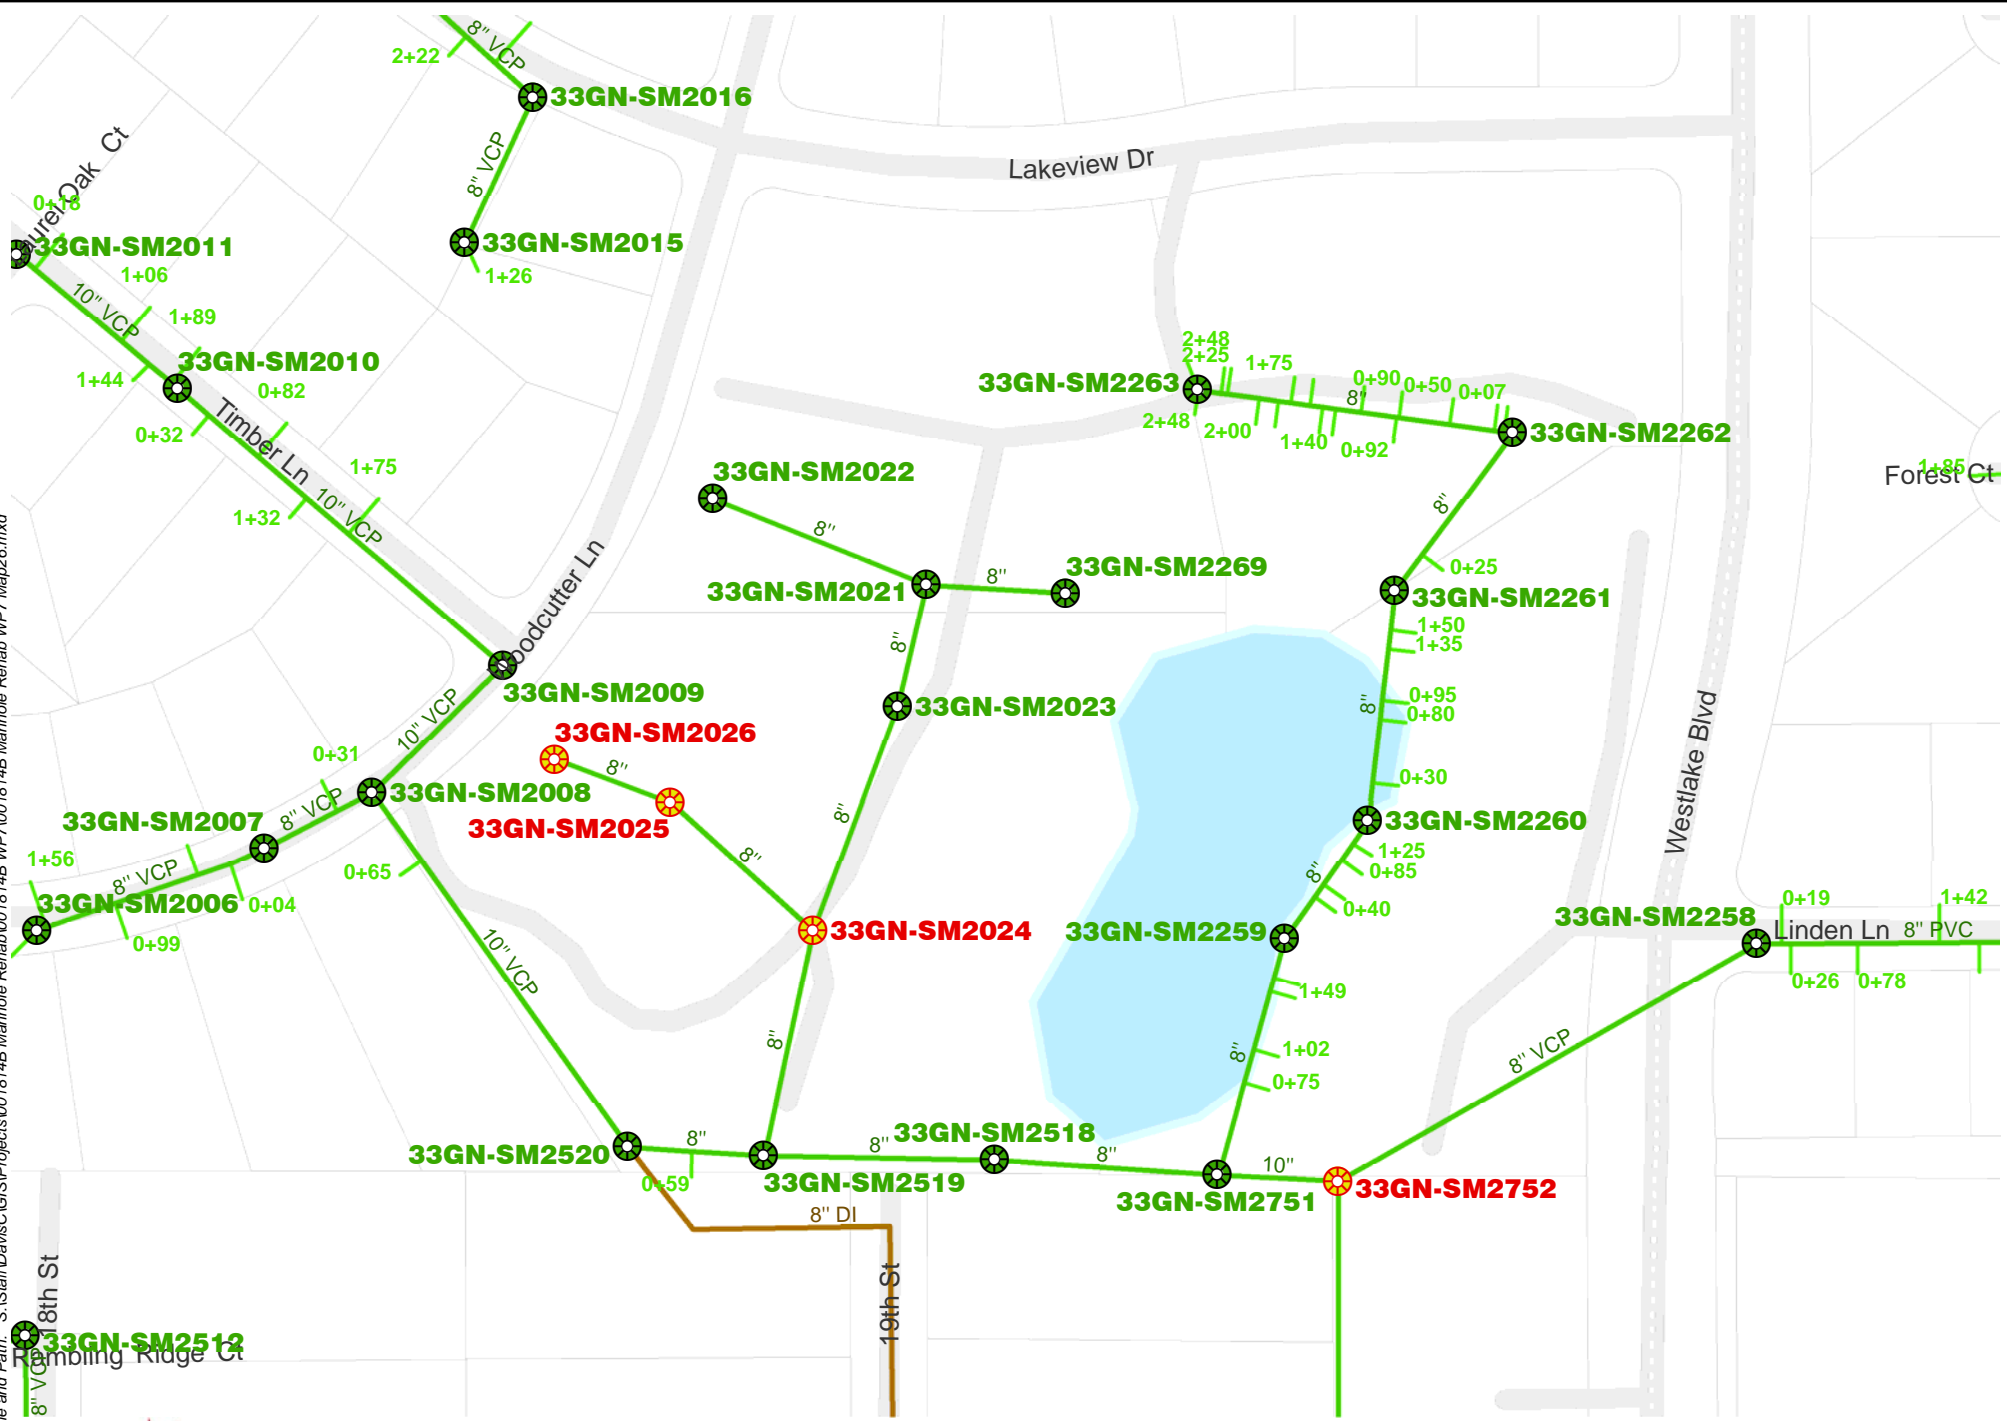 8" VCP
2+22
33GN-SM2016
8" VCP
Lakeview Dr
Laurel Oak Ct
0+18
33GN-SM2011
33GN-SM2015
1+26
1+06
10" VCP
1+89
33GN-SM2010
1+44
0+82
0+32
Timber Ln
1+75
10" VCP
1+32
2+48
2+25
1+75
33GN-SM2263
0+90
0+50
0+07
8"
2+48
2+00
1+40
0+92
33GN-SM2262
Forest Ct
1+85
33GN-SM2022
8"
8"
33GN-SM2269
33GN-SM2021
8"
0+25
33GN-SM2261
1+50
1+35
Woodcutter Ln
8"
33GN-SM2009
10" VCP
33GN-SM2023
8"
0+95
0+80
Westlake Blvd
33GN-SM2026
8"
0+31
0+30
33GN-SM2008
33GN-SM2025
8"
33GN-SM2007
8" VCP
33GN-SM2260
1+25
0+85
8"
8"
1+56
8" VCP
0+65
33GN-SM2006
0+04
0+99
0+40
33GN-SM2024
33GN-SM2259
33GN-SM2258
0+19
1+42
Linden Ln
8" PVC
0+26
0+78
10" VCP
1+49
8"
8"
1+02
0+75
8" VCP
33GN-SM2520
8"
0+59
8"
33GN-SM2519
33GN-SM2518
8"
10"
33GN-SM2751
33GN-SM2752
8" DI
18th St
19th St
33GN-SM2512
Rambling Ridge Ct
8" VCP